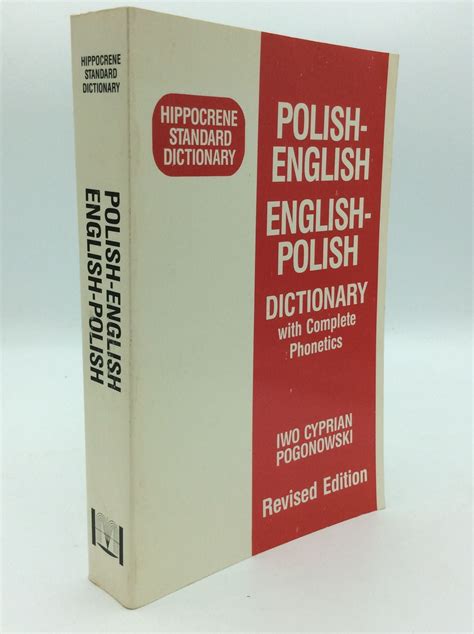 HIPPOCRENE
STANDARD
DICTIONARY
POLISH-ENGLISH
ENGLISH-POLISH
HIPPOCRENE
STANDARD
DICTIONARY
POLISH-
ENGLISH
ENGLISH-
POLISH
DICTIONARY
with Complete
Phonetics
IWO CYPRIAN
POGONOWSKI
Revised Edition